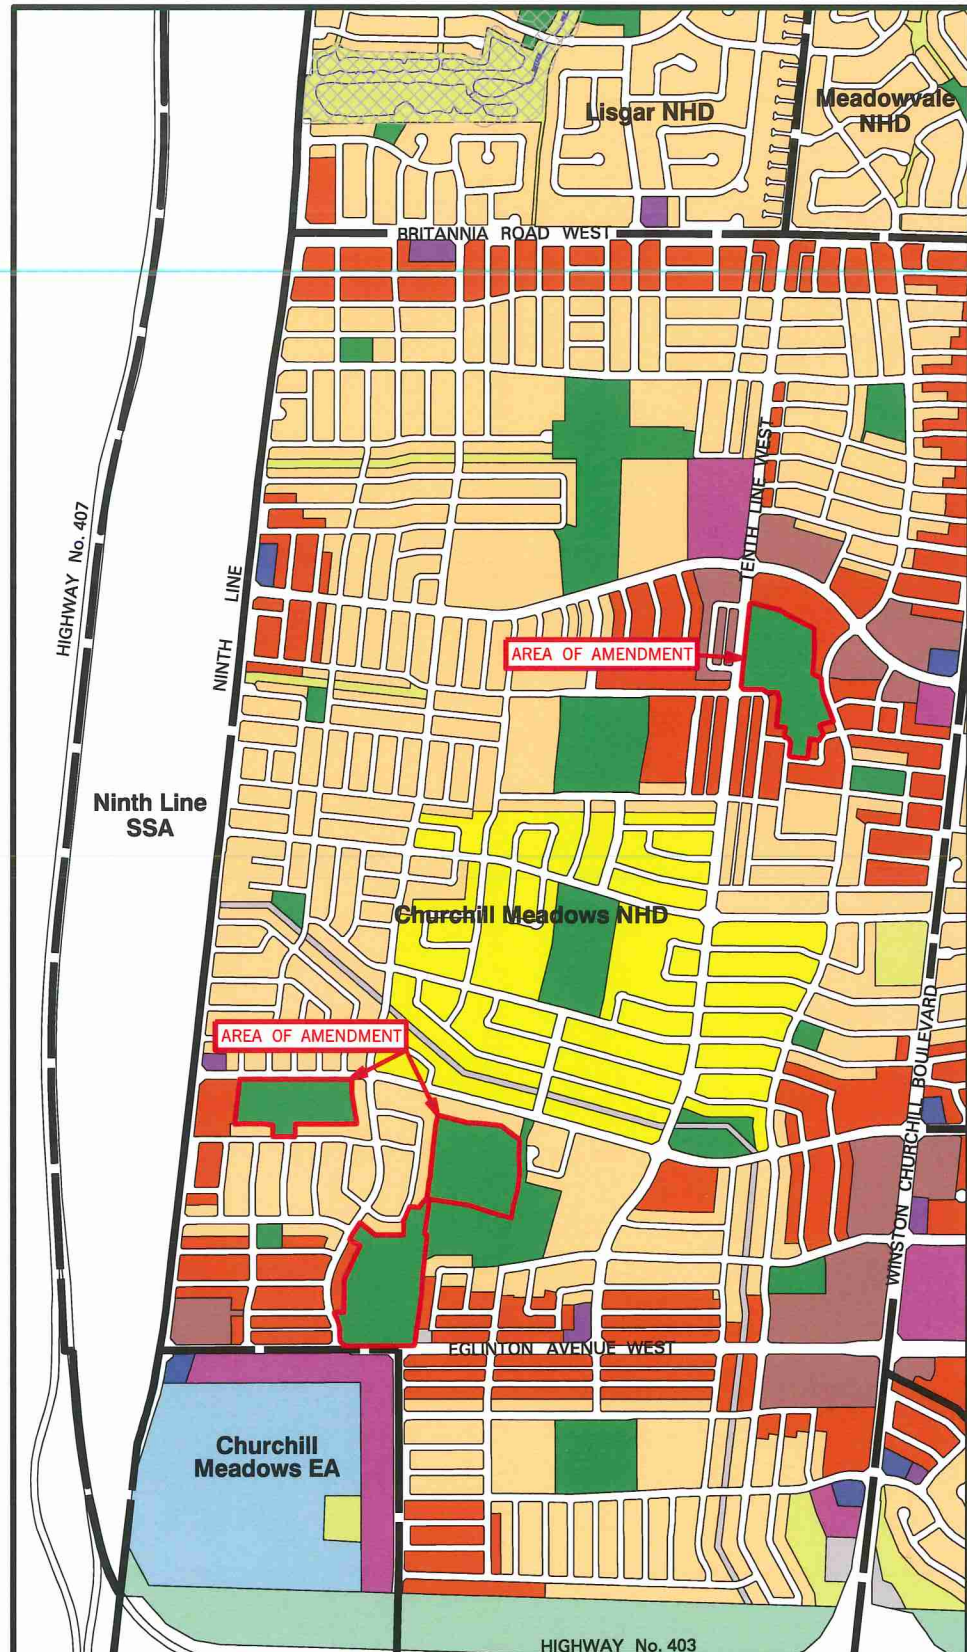 Lisgar NHD
Meadowvale
NHD
BRITANNIA ROAD WEST
HIGHWAY No. 407
NINTH LINE
TENTH LINE WEST
AREA OF AMENDMENT
Ninth Line
SSA
Churchill Meadows NHD
AREA OF AMENDMENT
WINSTON CHURCHILL BOULEVARD
EGLINTON AVENUE WEST
Churchill
Meadows EA
HIGHWAY No. 403